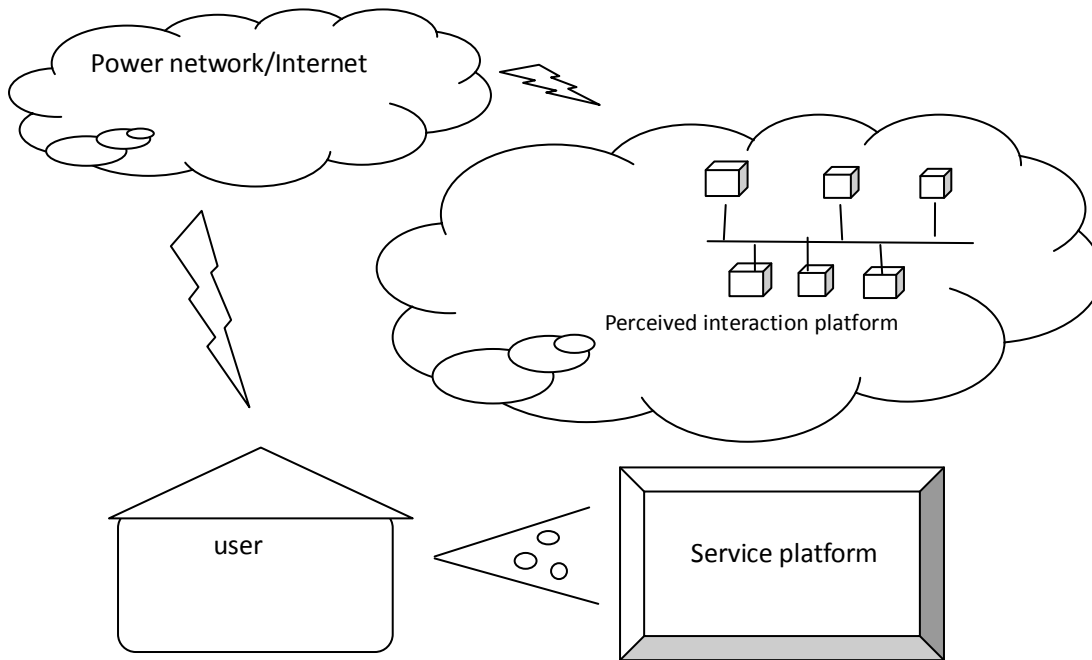 Power network/Internet
Perceived interaction platform
user
Service platform